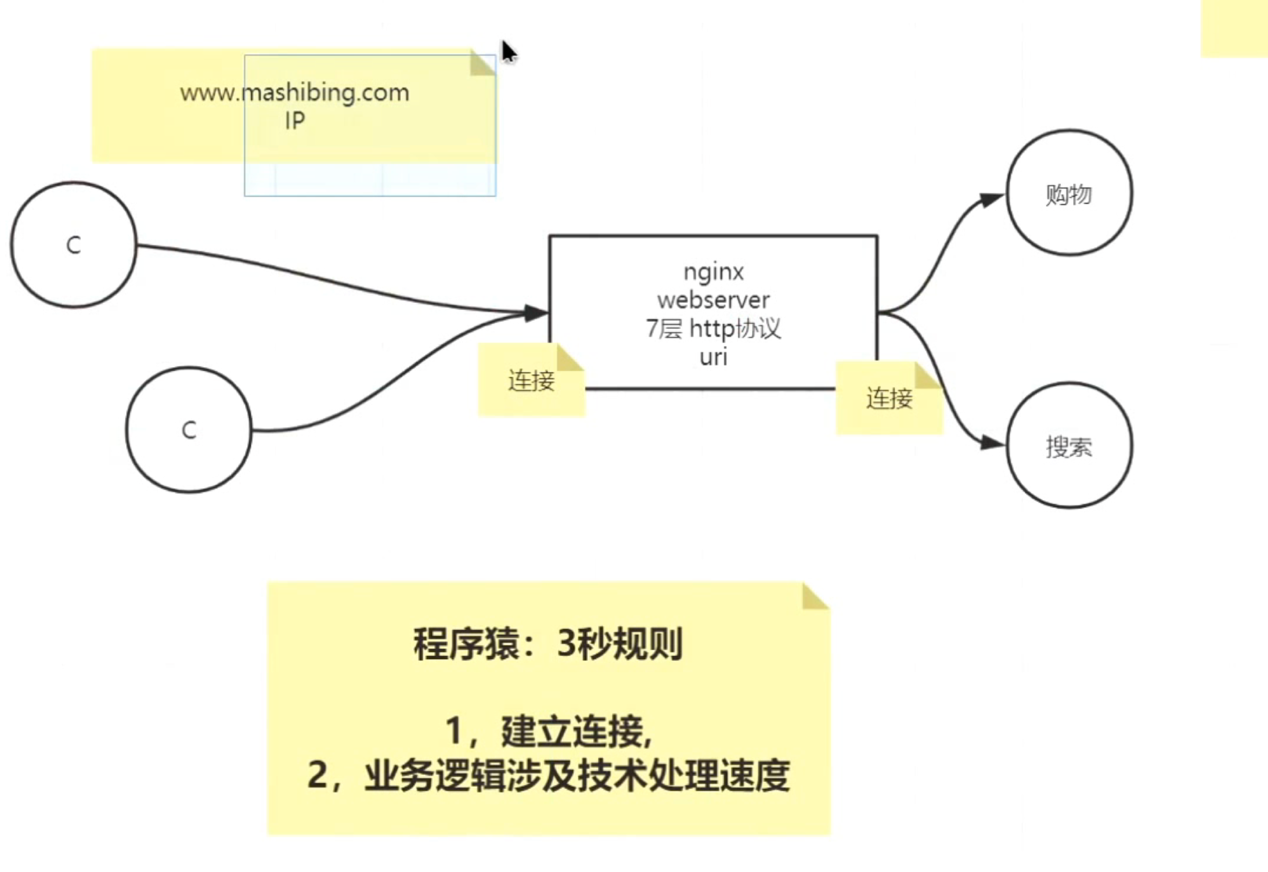 www.mashibing.com
IP
C
C
nginx
webserver
7层 http协议
uri
连接
连接
购物
搜索
程序猿：3秒规则
1，建立连接,
2，业务逻辑涉及技术处理速度